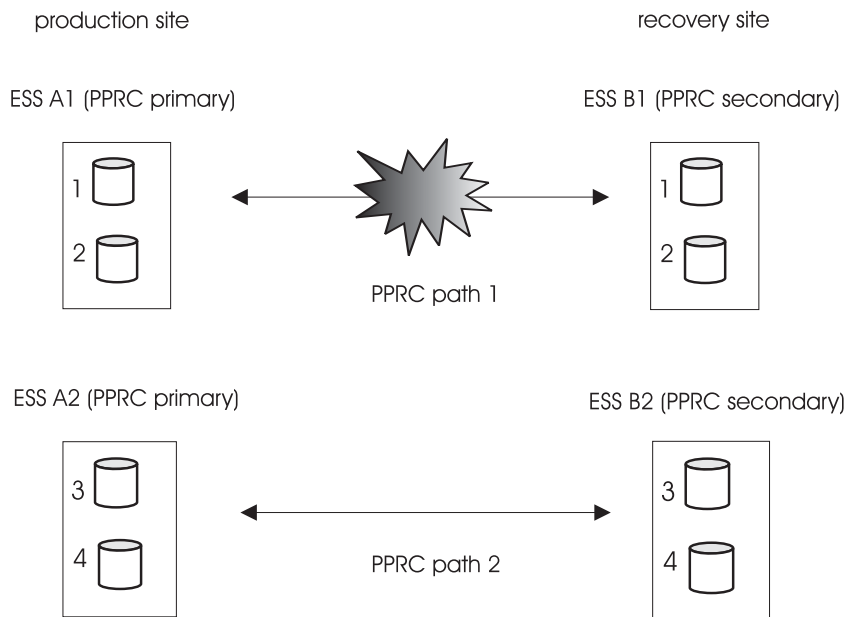 production site
recovery site
ESS A1 (PPRC primary)
ESS B1 (PPRC secondary)
1
2
1
2
PPRC path 1
ESS A2 (PPRC primary)
ESS B2 (PPRC secondary)
3
4
3
4
PPRC path 2